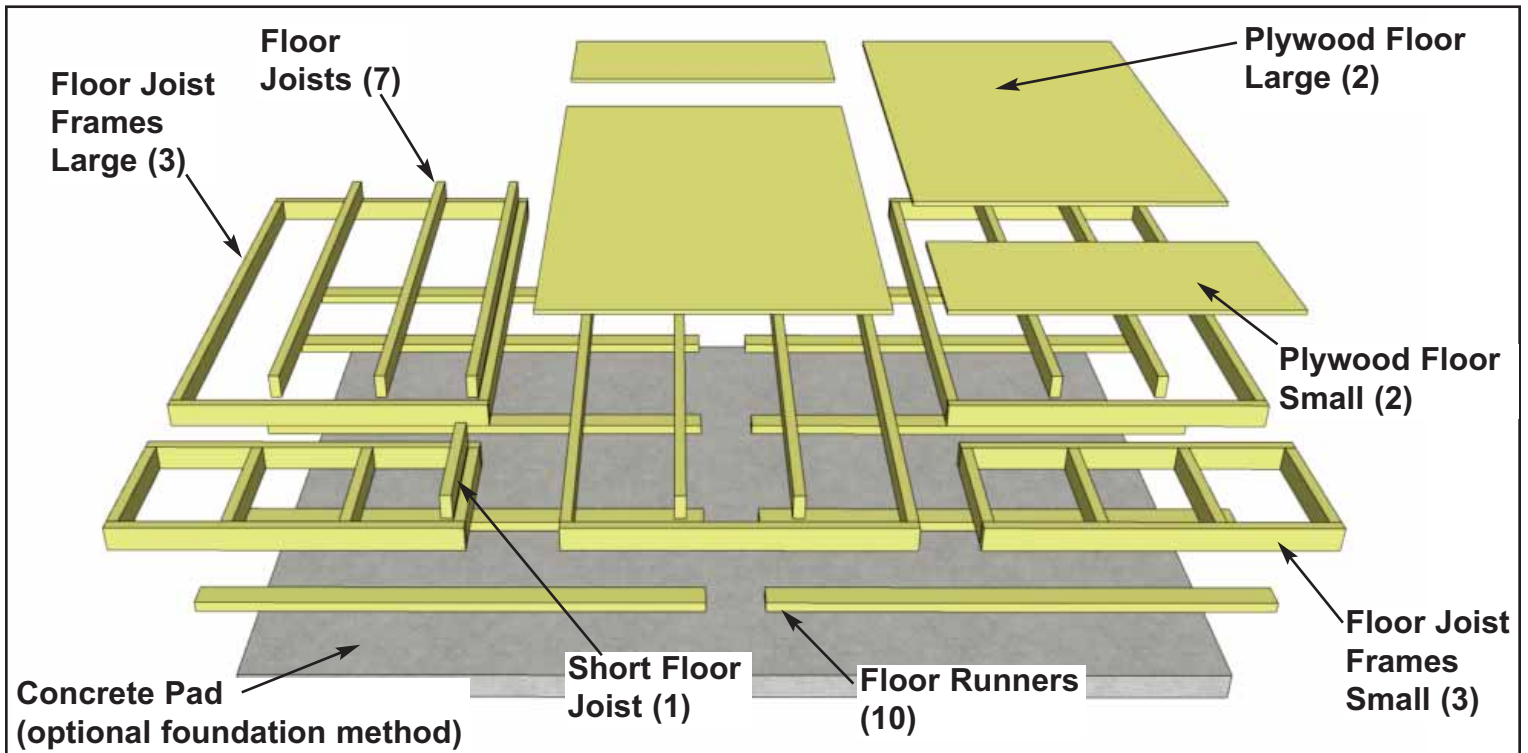 Floor
Joists (7)
Plywood Floor
Large (2)
Floor Joist
Frames
Large (3)
Plywood Floor
Small (2)
Floor Joist
Frames
Small (3)
Short Floor
Joist (1)
Floor Runners
(10)
Concrete Pad
(optional foundation method)